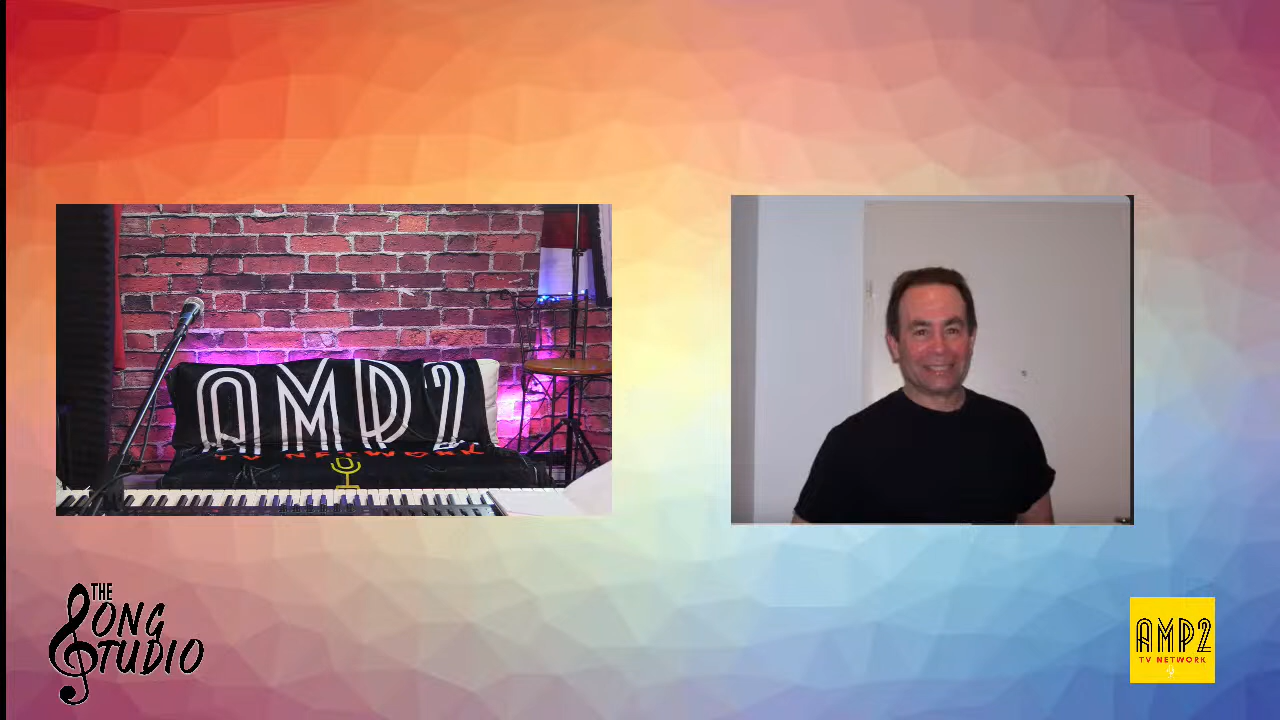 AMP2
TV NETWORK
THE
SONG
STUDIO
AMP2
TV NETWORK